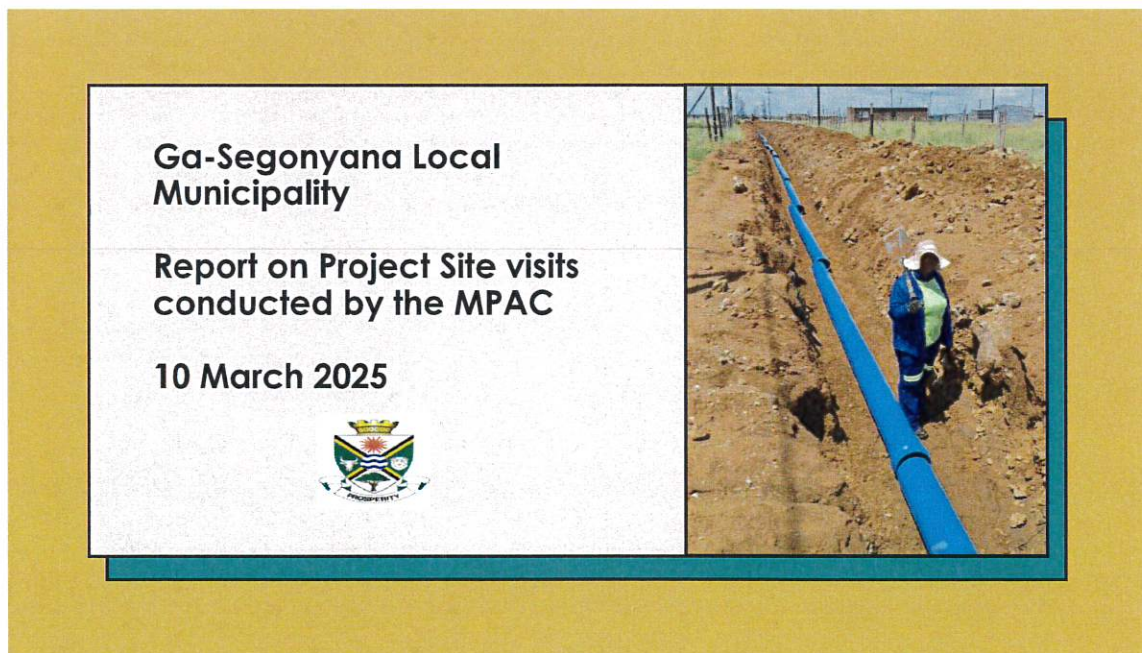 Ga-Segonyana Local
Municipality
Report on Project Site visits
conducted by the MPAC
10 March 2025
PROSPERITY